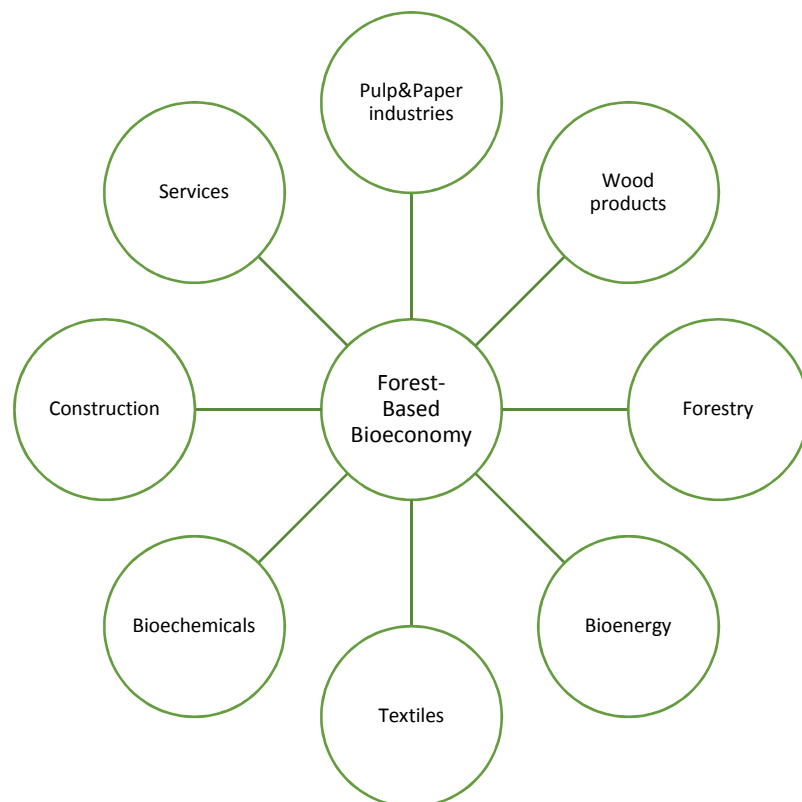 Pulp&Paper
industries
Services
Wood
products
Construction
Forest-
Based
Bioeconomy
Forestry
Bioechemicals
Bioenergy
Textiles